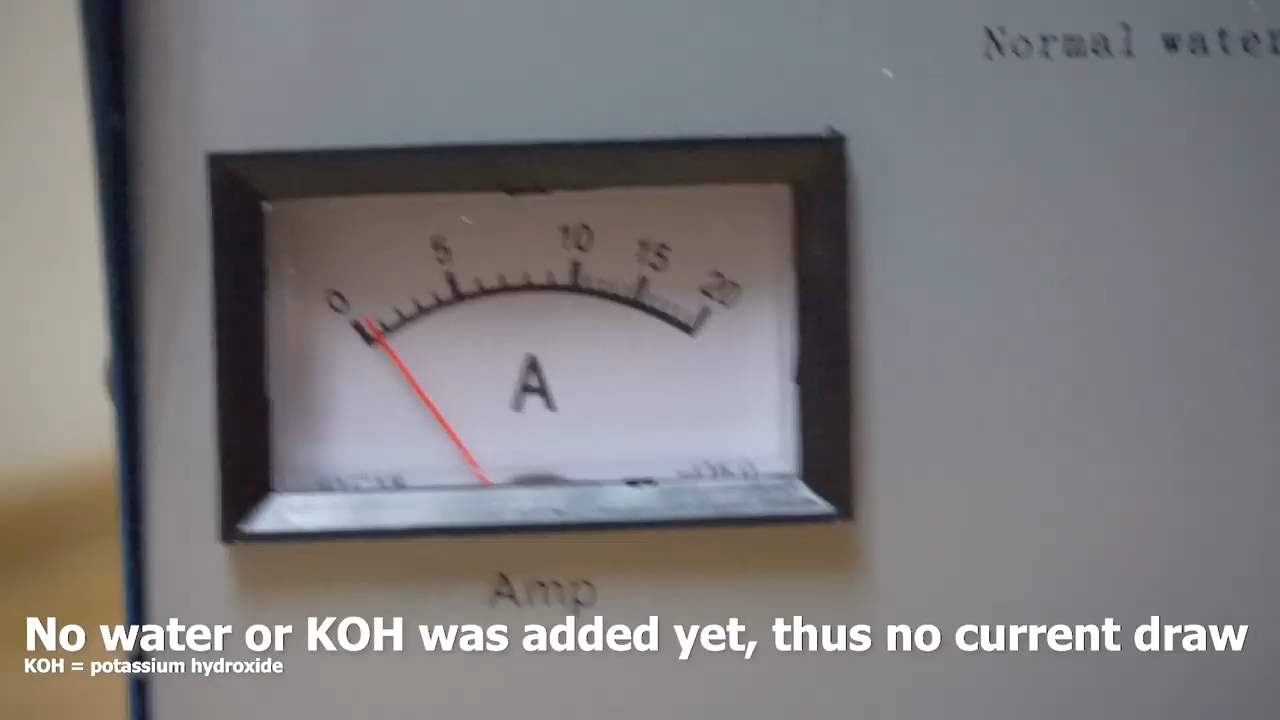 Normal water
0 5 10 15 20
A
Amp
No water or KOH was added yet, thus no current draw
KOH = potassium hydroxide